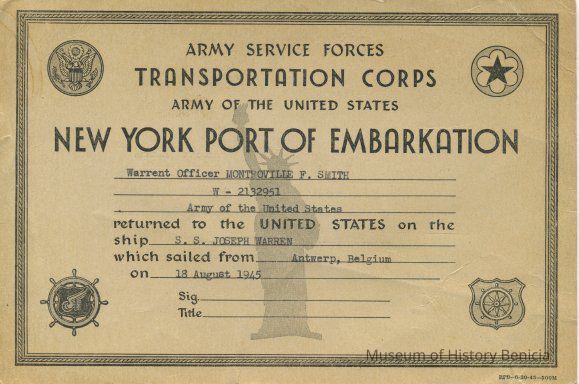 ARMY SERVICE FORCES
TRANSPORTATION CORPS
ARMY OF THE UNITED STATES
NEW YORK PORT OF EMBARKATION
Warrent Officer MONTROVILLE F. SMITH
W - 2132951
Army of the United States
returned to the UNITED STATES on the
ship S. S. JOSEPH WARREN
which sailed from Antwerp, Belgium
on 18 August 1945
Sig.
Title
Museum of History Benicia